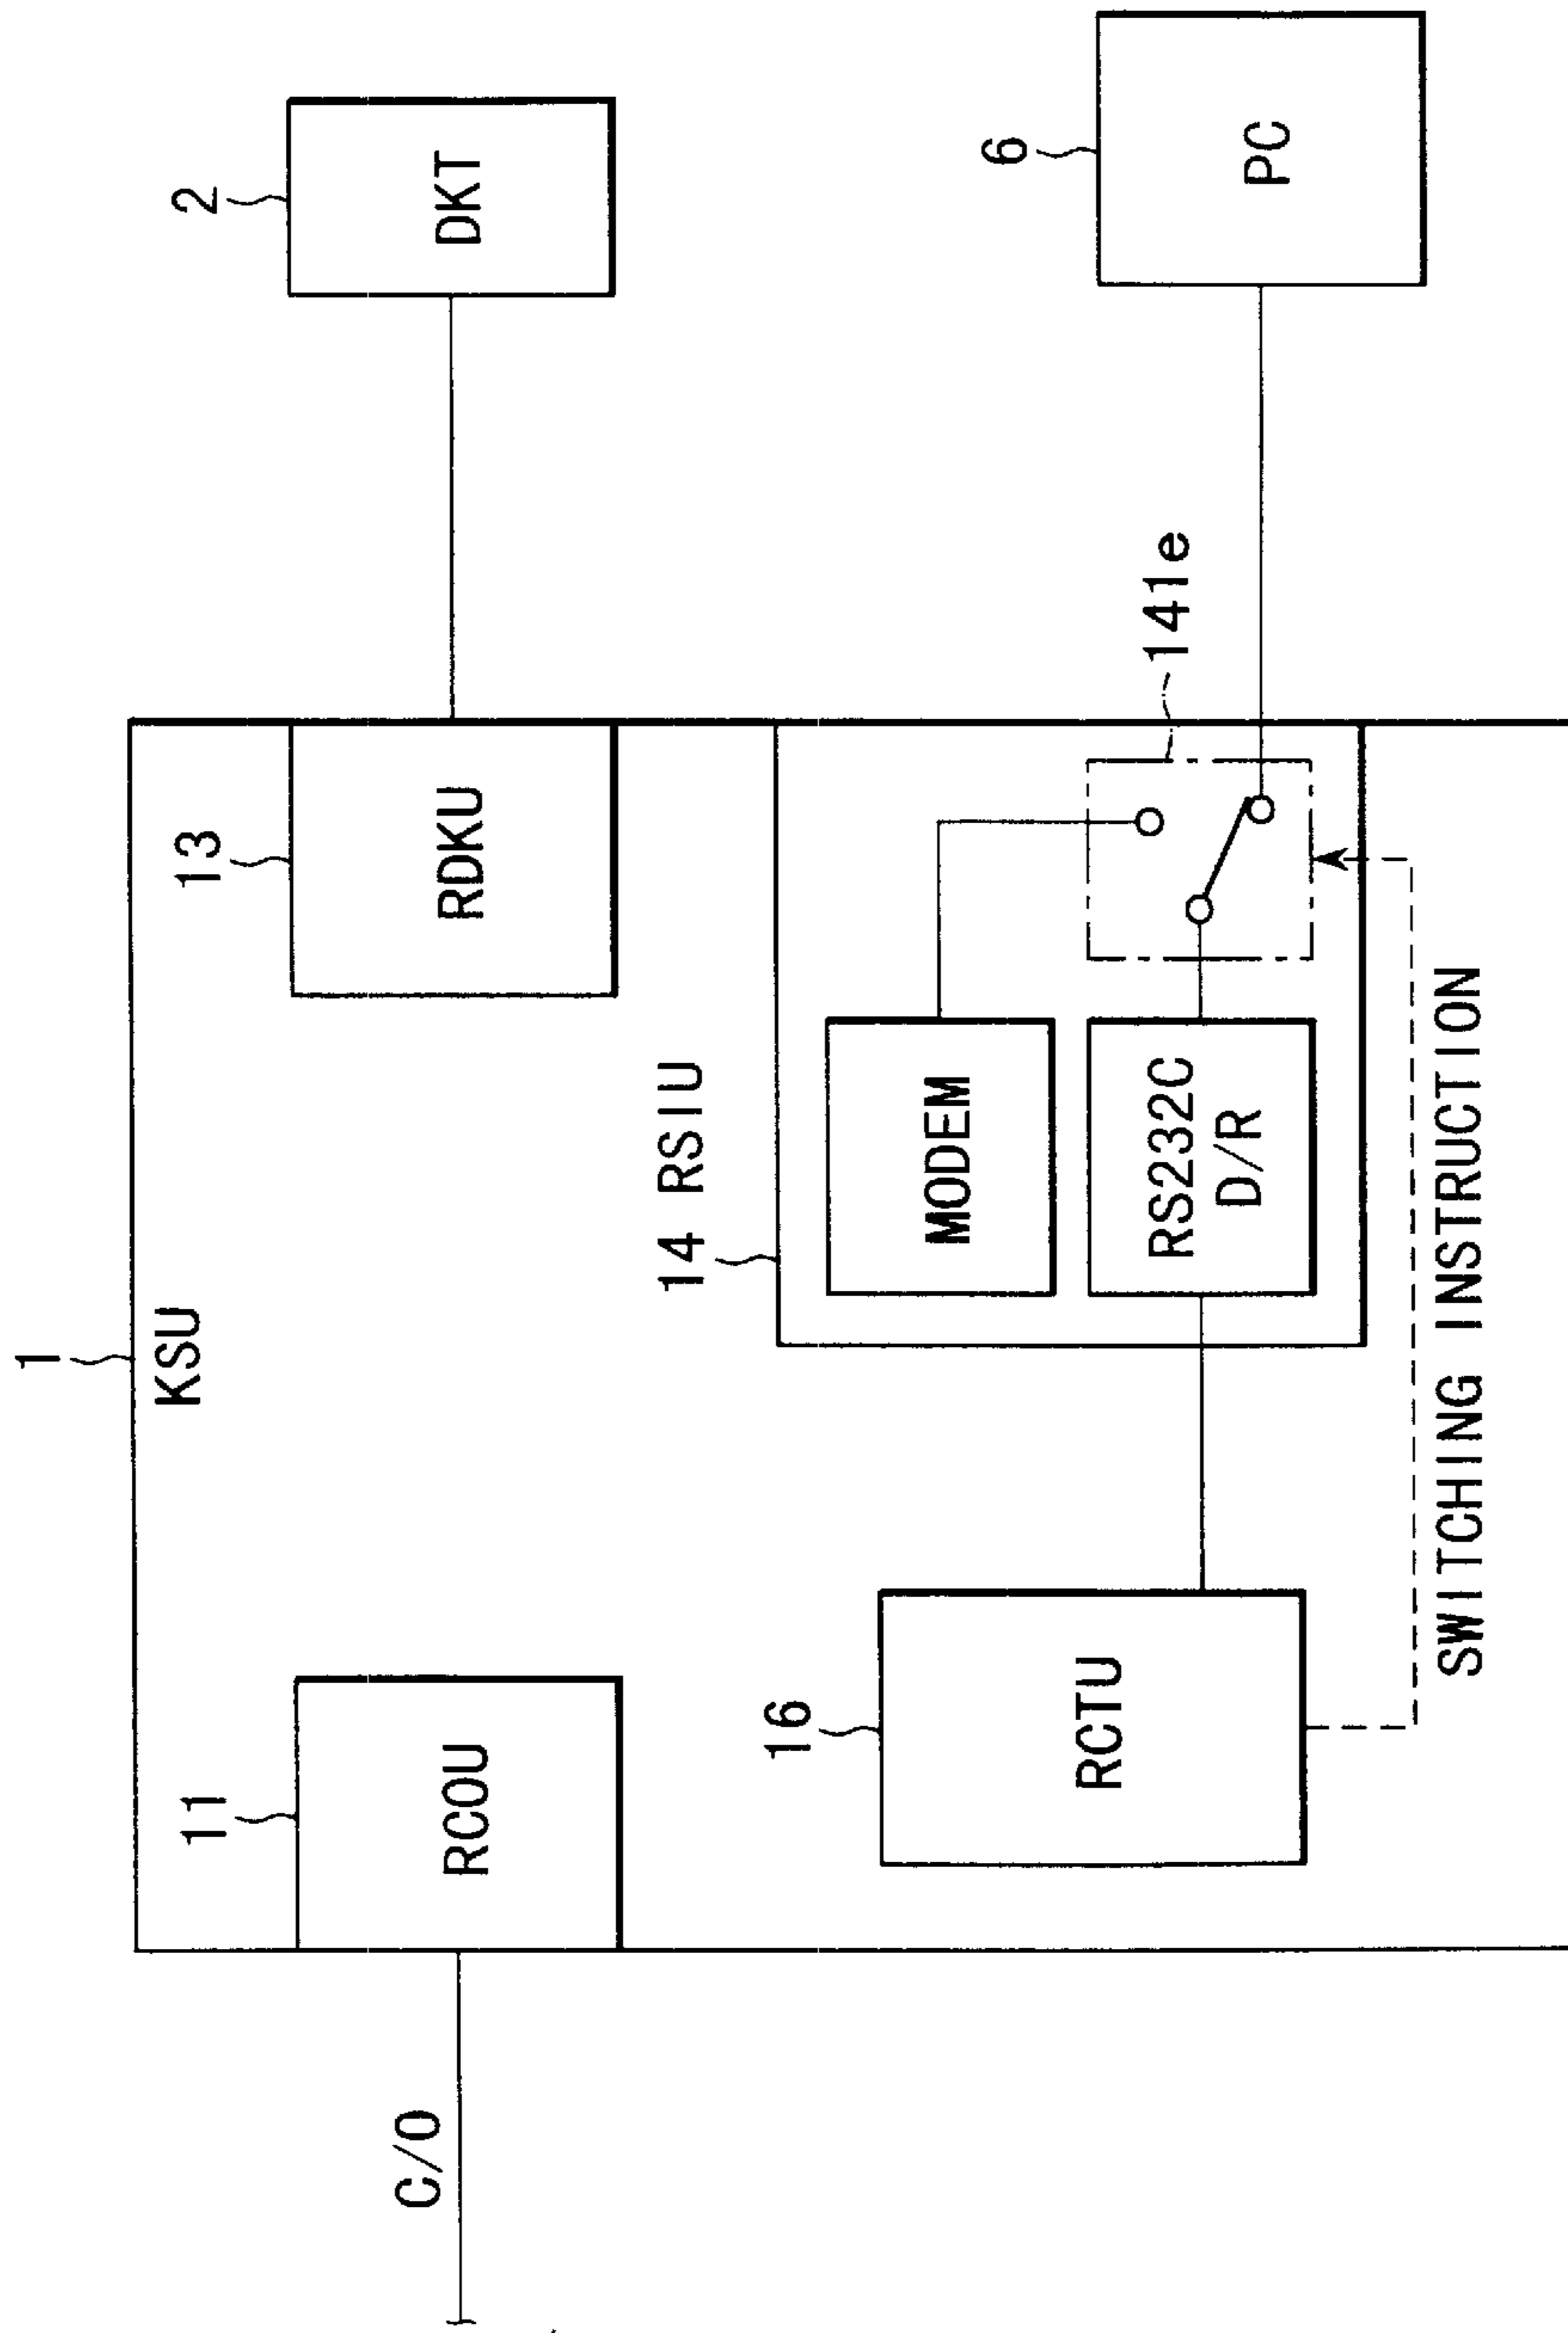 1
KSU
11
RCOU
C/O
13
RDKU
2
DKT
14 RSIU
MODEM
RS232C
D/R
141e
16
RCTU
6
PC
SWITCHING INSTRUCTION